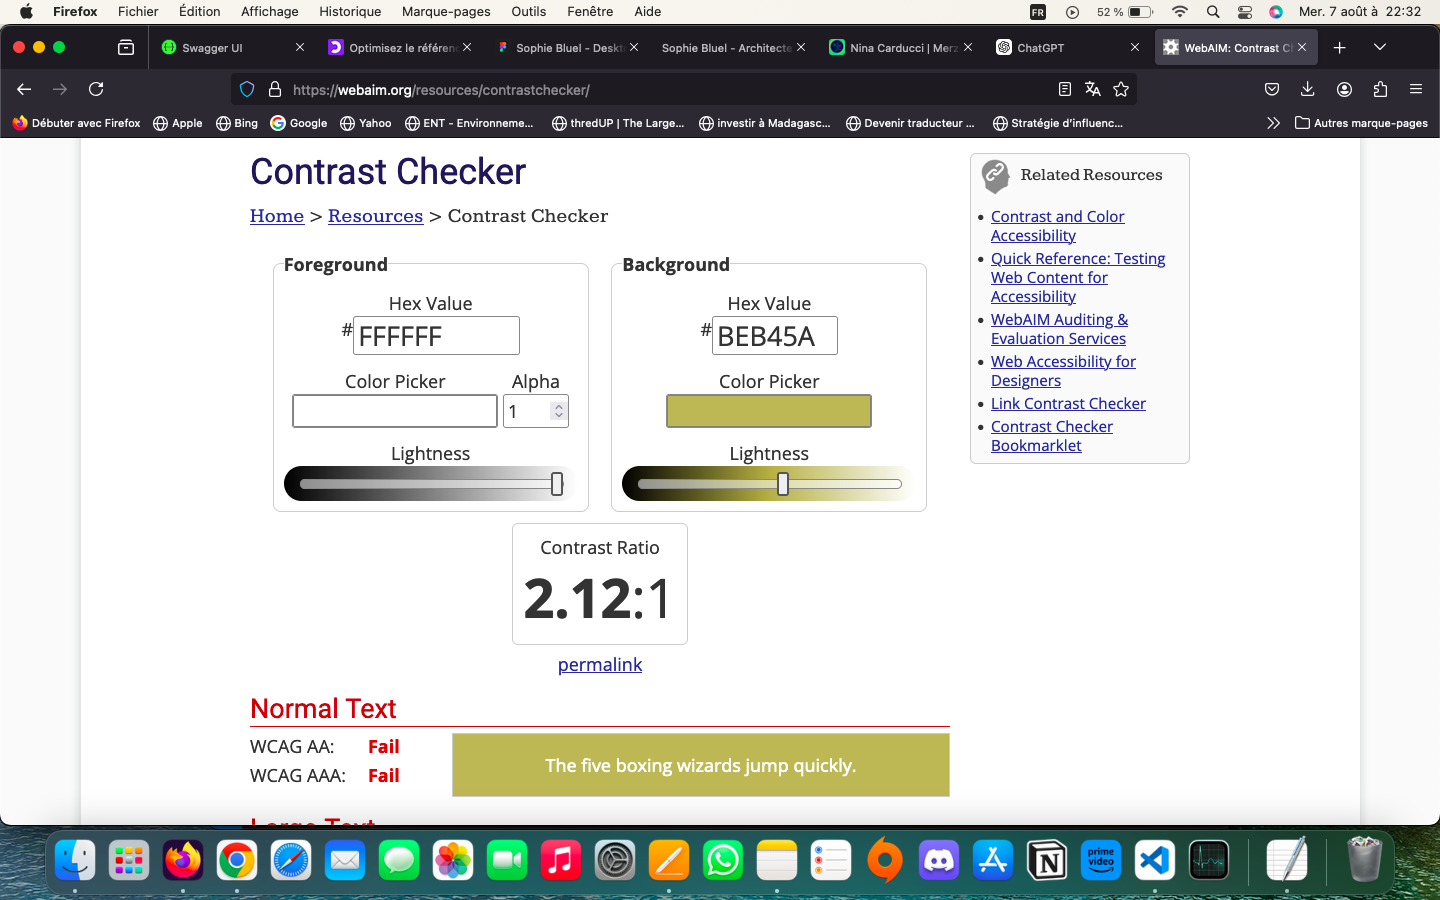 Firefox Fichier Édition Affichage Historique Marque-pages Outils Fenêtre Aide FR 52 % Mer. 7 août à 22:32
Swagger UI Optimisez le référen Sophie Bluel - Deskt Sophie Bluel - Architecte Nina Carducci | Mer ChatGPT WebAIM: Contrast C
https://webaim.org/resources/contrastchecker/
Débuter avec Firefox Apple Bing Google Yahoo ENT - Environneme... thredUP | The Large... investir à Madagasc... Devenir traducteur ... Stratégie d’influenc... Autres marque-pages
Contrast Checker
Home > Resources > Contrast Checker
Foreground
Hex Value
#FFFFFF
Color Picker Alpha
1
Lightness
Background
Hex Value
#BEB45A
Color Picker
Lightness
Contrast Ratio
2.12:1
permalink
Normal Text
WCAG AA: Fail
WCAG AAA: Fail
The five boxing wizards jump quickly.
Large Text
Related Resources
Contrast and Color
Accessibility
Quick Reference: Testing
Web Content for
Accessibility
WebAIM Auditing &
Evaluation Services
Web Accessibility for
Designers
Link Contrast Checker
Contrast Checker
Bookmarklet
prime
video